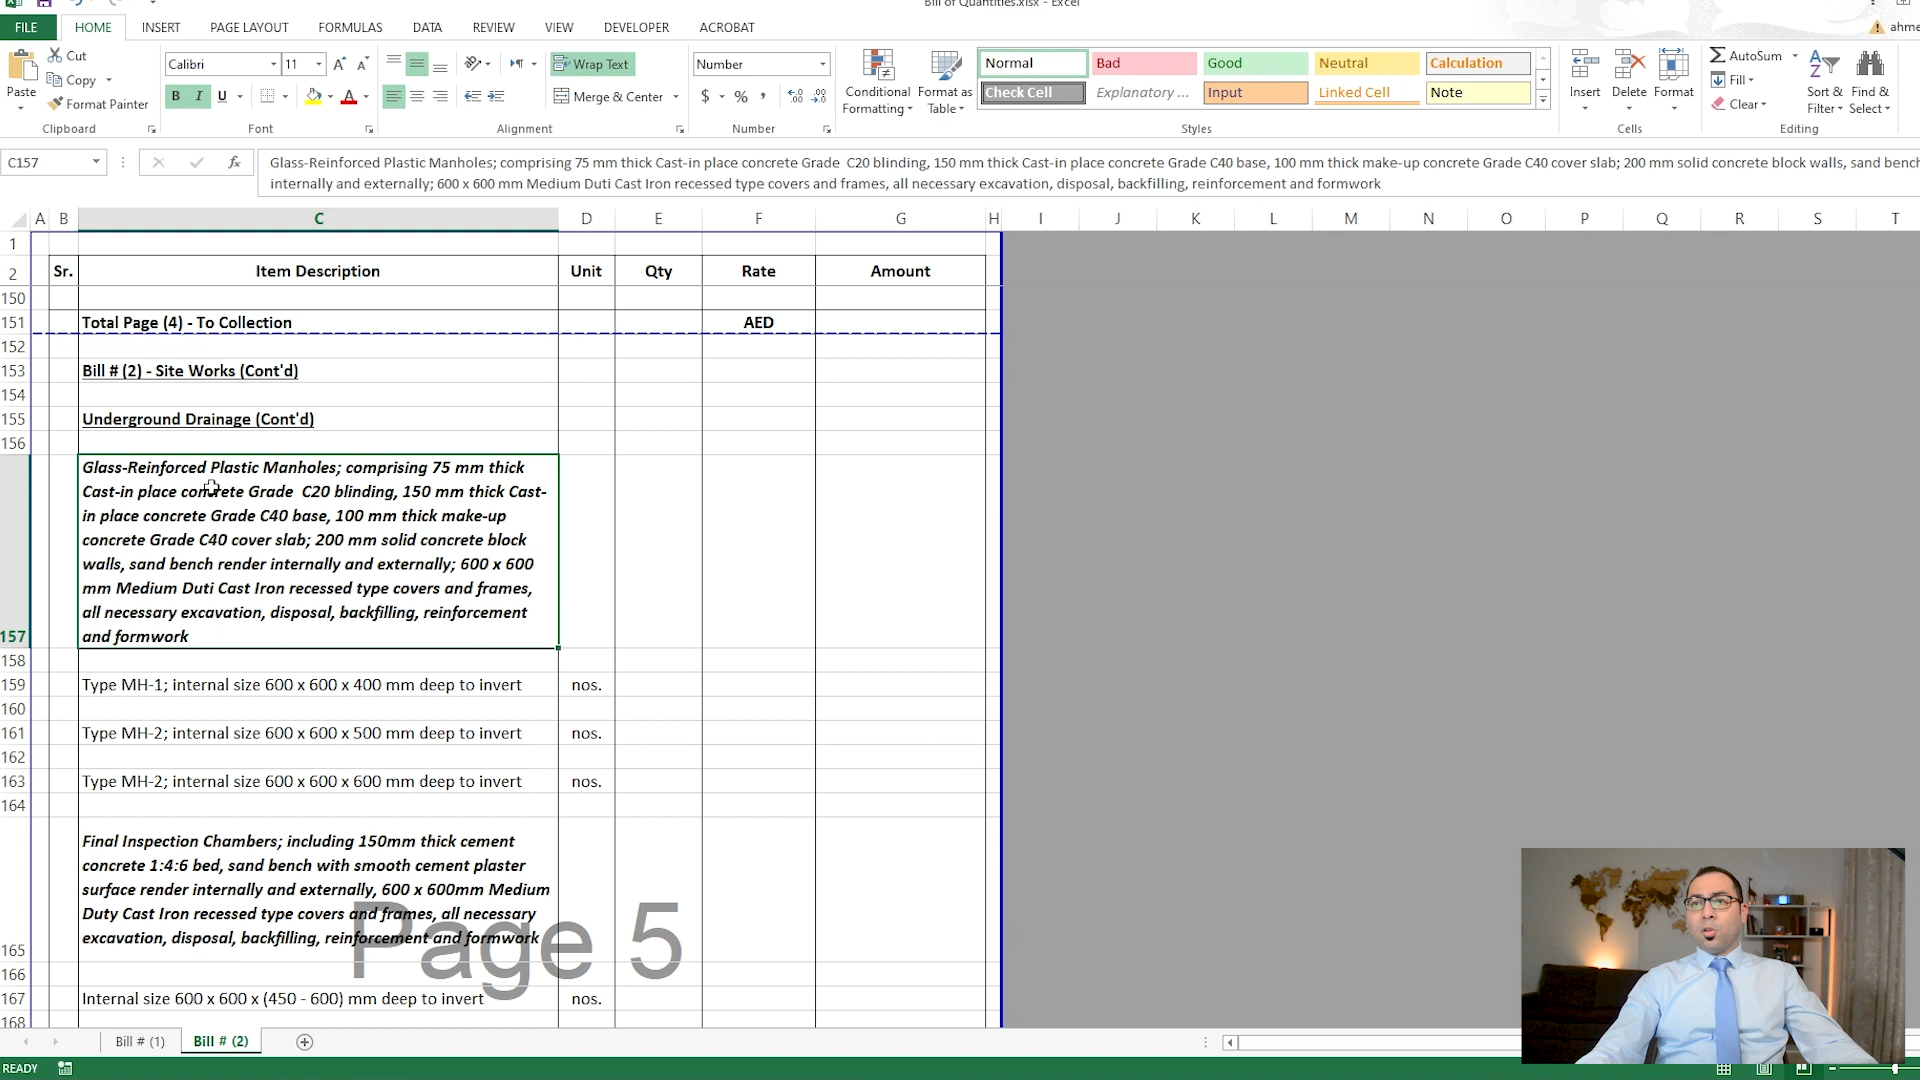 Bill of Quantities.xlsx - Excel
FILE HOME INSERT PAGE LAYOUT FORMULAS DATA REVIEW VIEW DEVELOPER ACROBAT
Paste
Cut
Copy
Format Painter
Clipboard
Calibri 11
B I U
Font
Wrap Text
Merge & Center
Alignment
Number
$ % ,
Number
Conditional Formatting
Format as Table
Normal Bad Good Neutral Calculation
Check Cell Explanatory ... Input Linked Cell Note
Styles
Insert Delete Format
Cells
AutoSum
Fill
Clear
Sort & Filter
Find & Select
Editing
C157
fx
Glass-Reinforced Plastic Manholes; comprising 75 mm thick Cast-in place concrete Grade  C20 blinding, 150 mm thick Cast-in place concrete Grade C40 base, 100 mm thick make-up concrete Grade C40 cover slab; 200 mm solid concrete block walls, sand bench
internally and externally; 600 x 600 mm Medium Duti Cast Iron recessed type covers and frames, all necessary excavation, disposal, backfilling, reinforcement and formwork
A B C D E F G H I J K L M N O P Q R S T
1
2 Sr. Item Description Unit Qty Rate Amount
150
151 Total Page (4) - To Collection AED
152
153 Bill # (2) - Site Works (Cont'd)
154
155 Underground Drainage (Cont'd)
156
Glass-Reinforced Plastic Manholes; comprising 75 mm thick
Cast-in place concrete Grade  C20 blinding, 150 mm thick Cast-
in place concrete Grade C40 base, 100 mm thick make-up
concrete Grade C40 cover slab; 200 mm solid concrete block
walls, sand bench render internally and externally; 600 x 600
mm Medium Duti Cast Iron recessed type covers and frames,
all necessary excavation, disposal, backfilling, reinforcement
157 and formwork
158
159 Type MH-1; internal size 600 x 600 x 400 mm deep to invert nos.
160
161 Type MH-2; internal size 600 x 600 x 500 mm deep to invert nos.
162
163 Type MH-2; internal size 600 x 600 x 600 mm deep to invert nos.
164
Final Inspection Chambers; including 150mm thick cement
concrete 1:4:6 bed, sand bench with smooth cement plaster
surface render internally and externally, 600 x 600mm Medium
Duty Cast Iron recessed type covers and frames, all necessary
165 excavation, disposal, backfilling, reinforcement and formwork
Page 5
166
167 Internal size 600 x 600 x (450 - 600) mm deep to invert nos.
168
Bill # (1) Bill # (2)
READY